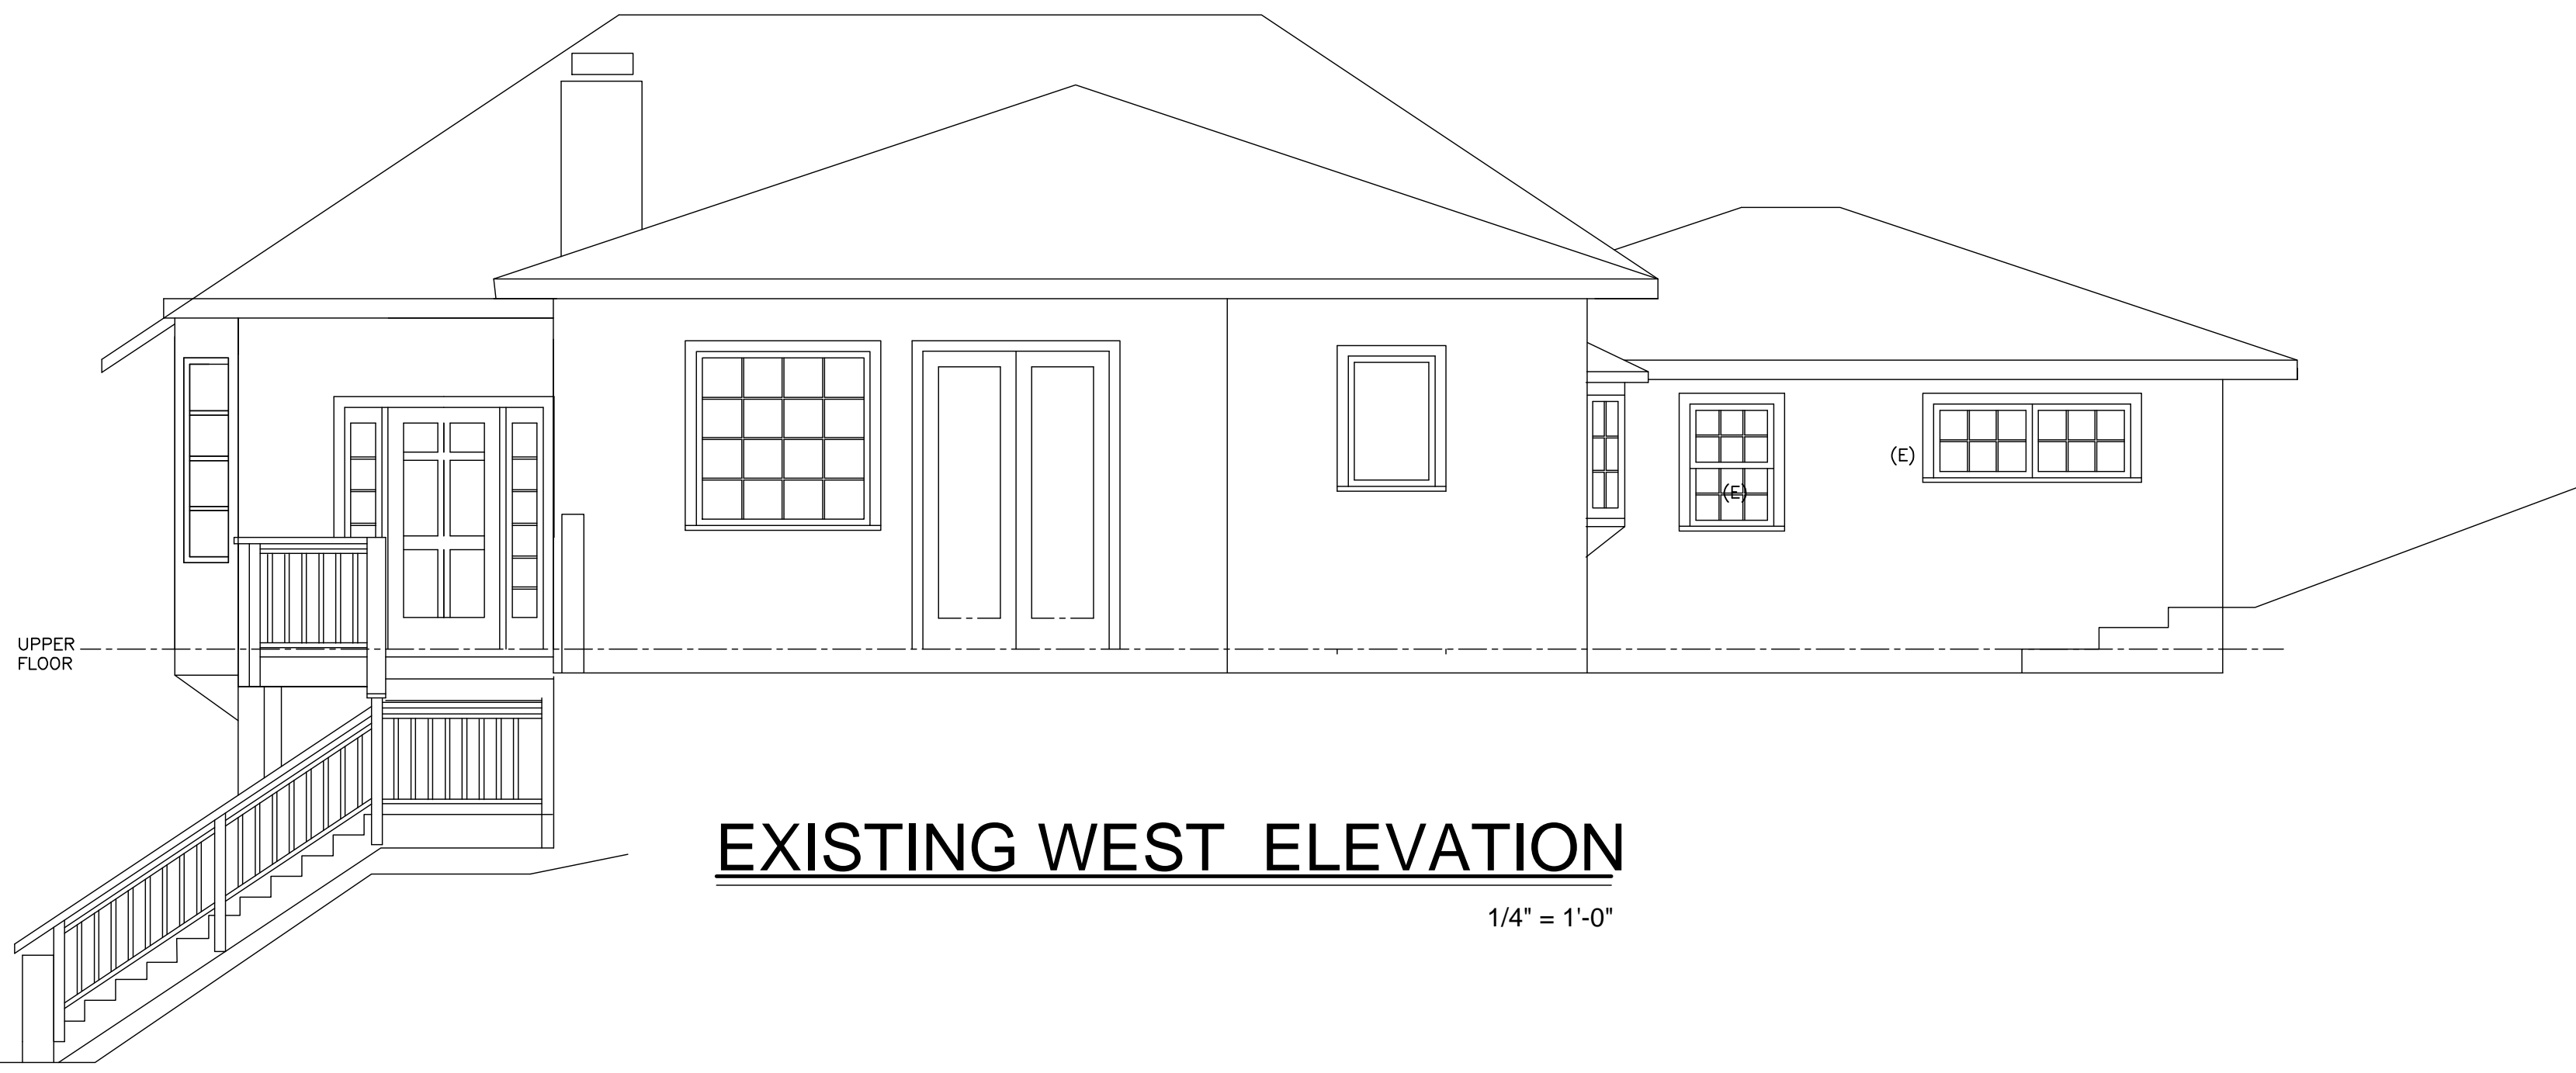 (E)
(E)
UPPER
FLOOR
EXISTING WEST ELEVATION
1/4" = 1'-0"